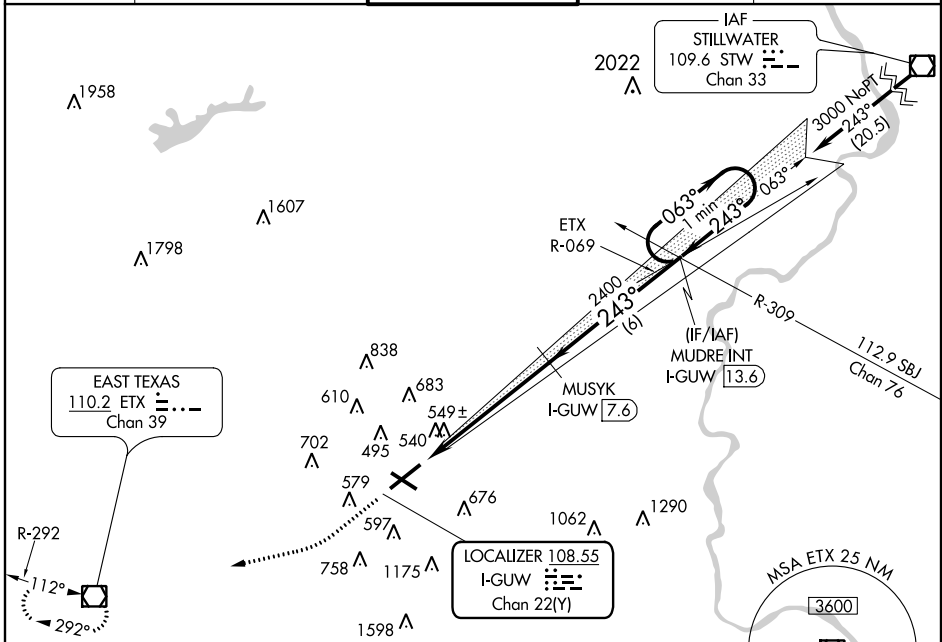 IAF
STILLWATER
109.6 STW
Chan 33
2022
1958
3000 NoPT
243°
(20.5)
063°
063°
1 min
243°
1607
ETX
R-069
1798
2400
243°
(6)
R-309
(IF/IAF)
MUDRE INT
I-GUW 13.6
112.9 SBJ
Chan 76
838
EAST TEXAS
110.2 ETX
Chan 39
610
683
MUSYK
I-GUW 7.6
549±
540
495
702
579
676
1290
1062
597
R-292
LOCALIZER 108.55
I-GUW
Chan 22(Y)
758
1175
MSA ETX 25 NM
112°
3600
292°
1598